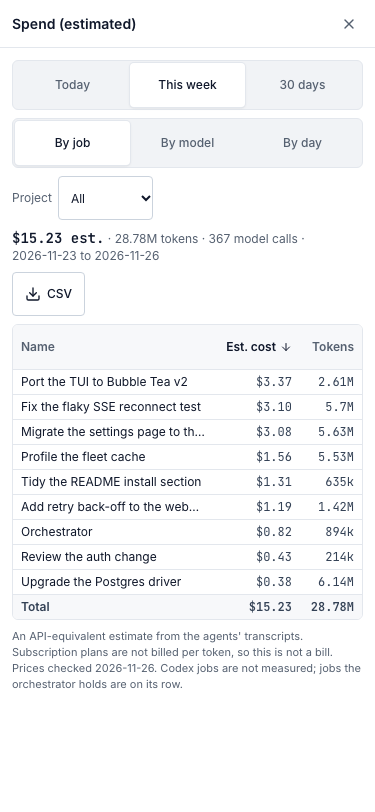 Spend (estimated)
Today This week 30 days
By job By model By day
Project All
$15.23 est. · 28.78M tokens · 367 model calls ·
2026-11-23 to 2026-11-26
CSV
Name Est. cost ↓ Tokens
Port the TUI to Bubble Tea v2 $3.37 2.61M
Fix the flaky SSE reconnect test $3.10 5.7M
Migrate the settings page to th... $3.08 5.63M
Profile the fleet cache $1.56 5.53M
Tidy the README install section $1.31 635k
Add retry back-off to the web... $1.19 1.42M
Orchestrator $0.82 894k
Review the auth change $0.43 214k
Upgrade the Postgres driver $0.38 6.14M
Total $15.23 28.78M
An API-equivalent estimate from the agents' transcripts.
Subscription plans are not billed per token, so this is not a bill.
Prices checked 2026-11-26. Codex jobs are not measured; jobs the
orchestrator holds are on its row.